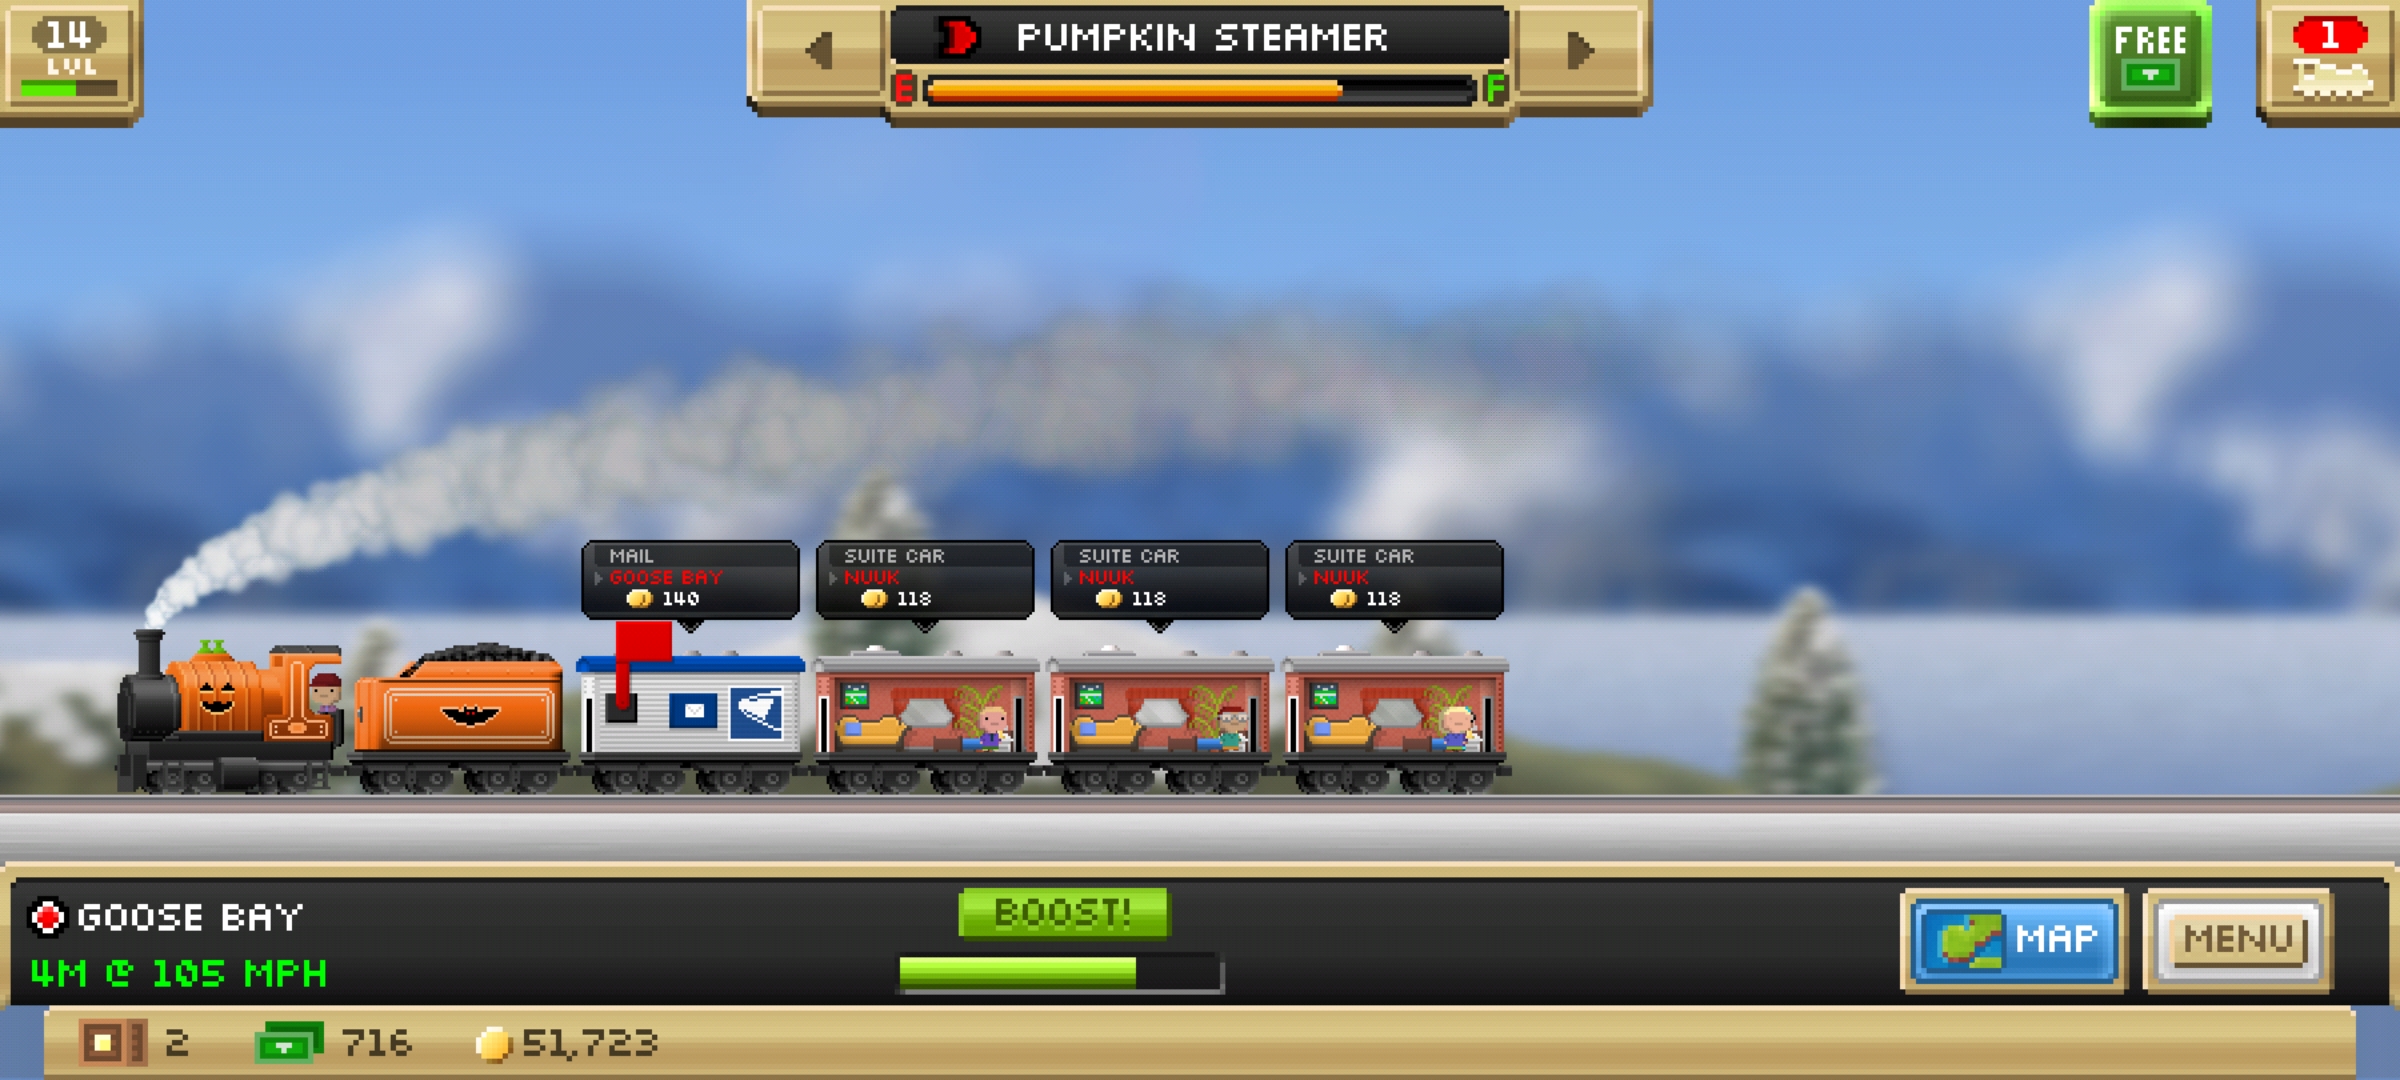 14
LVL
PUMPKIN STEAMER
E
F
FREE
1
MAIL
GOOSE BAY
140
SUITE CAR
NUUK
118
SUITE CAR
NUUK
118
SUITE CAR
NUUK
118
GOOSE BAY
4M @ 105 MPH
BOOST!
MAP
MENU
2
716
51,723